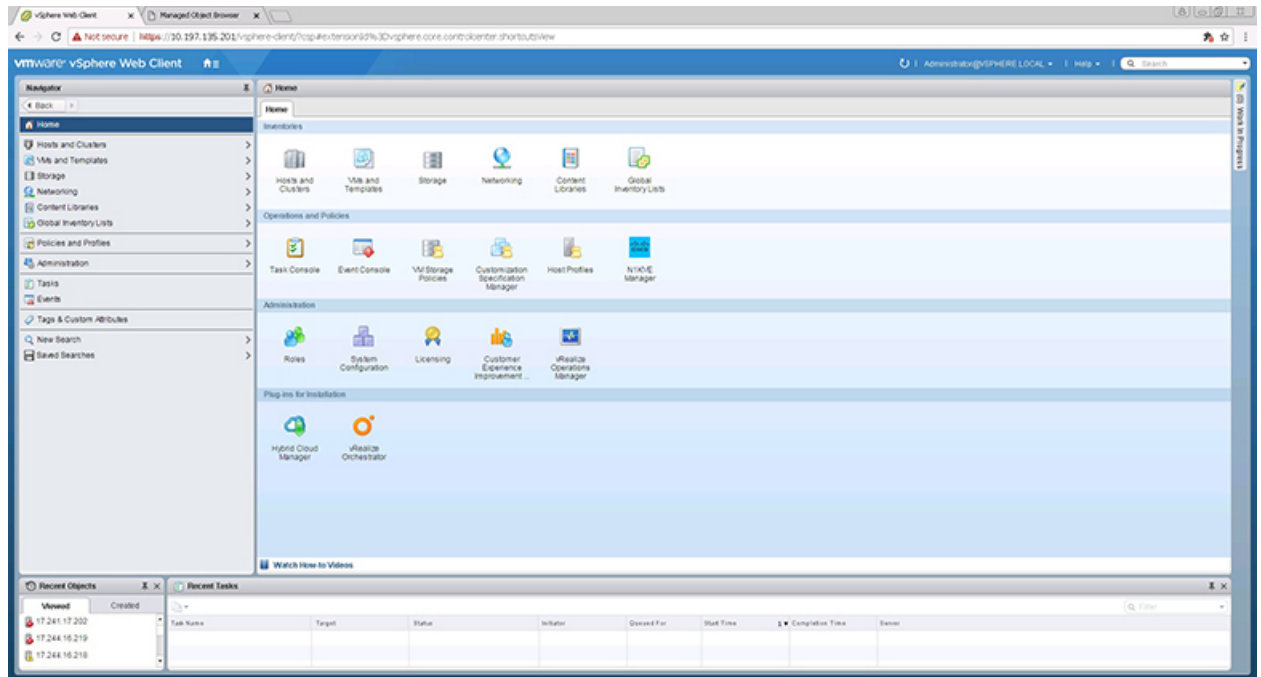 vSphere Web Client
Managed Object Browser
Not secure | https://10.197.135.201/vsphere-client/?csp#extensionId%3Dvsphere.core.controlcenter.shortcutsView
vmware® vSphere Web Client
Administrator@VSPHERE.LOCAL
Help
Search
Navigator
Back
Home
Hosts and Clusters
VMs and Templates
Storage
Networking
Content Libraries
Global Inventory Lists
Policies and Profiles
Administration
Tasks
Events
Tags & Custom Attributes
New Search
Saved Searches
Home
Home
Inventories
Hosts and
Clusters
VMs and
Templates
Storage
Networking
Content
Libraries
Global
Inventory Lists
Operations and Policies
Task Console
Event Console
VM Storage
Policies
Customization
Specification
Manager
Host Profiles
N1KVE
Manager
Administration
Roles
System
Configuration
Licensing
Customer
Experience
Improvement ...
vRealize
Operations
Manager
Plug-ins for Installation
Hybrid Cloud
Manager
vRealize
Orchestrator
Watch How-to Videos
Work In Progress
Recent Objects
Viewed
Created
17.241.17.202
17.244.16.219
17.244.16.218
Recent Tasks
Filter
Task Name
Target
Status
Initiator
Queued For
Start Time
Completion Time
Server